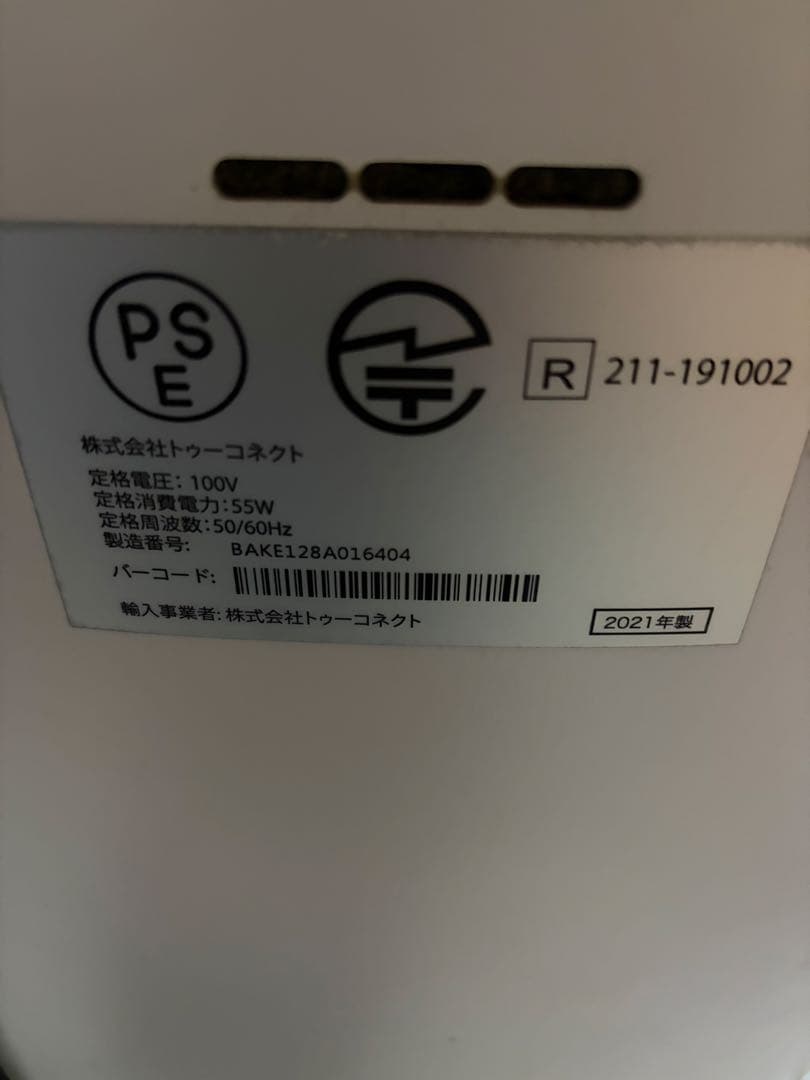 PS
E
R 211-191002
株式会社トゥーコネクト
定格電圧: 100V
定格消費電力:55W
定格周波数:50/60Hz
製造番号: BAKE128A016404
バーコード:
輸入事業者: 株式会社トゥーコネクト
2021年製